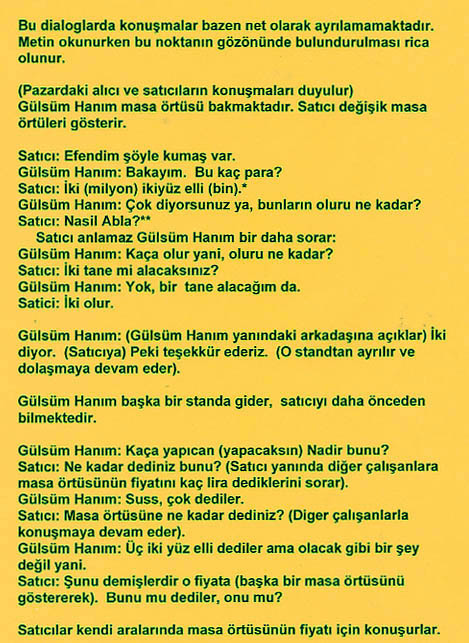 Bu dialoglarda konuşmalar bazen net olarak ayrılamamaktadır.
Metin okunurken bu noktanın gözönünde bulundurulması rica
olunur.
(Pazardaki alıcı ve satıcıların konuşmaları duyulur)
Gülsüm Hanım masa örtüsü bakmaktadır. Satıcı değişik masa
örtüleri gösterir.
Satıcı: Efendim şöyle kumaş var.
Gülsüm Hanım: Bakayım. Bu kaç para?
Satıcı: İki (milyon) ikiyüz elli (bin).*
Gülsüm Hanım: Çok diyorsunuz ya, bunların oluru ne kadar?
Satıcı: Nasil Abla?**
Satıcı anlamaz Gülsüm Hanım bir daha sorar:
Gülsüm Hanım: Kaça olur yani, oluru ne kadar?
Satıcı: İki tane mi alacaksınız?
Gülsüm Hanım: Yok, bir tane alacağım da.
Satici: İki olur.
Gülsüm Hanım: (Gülsüm Hanım yanındaki arkadaşına açıklar) İki
diyor. (Satıcıya) Peki teşekkür ederiz. (O standtan ayrılır ve
dolaşmaya devam eder).
Gülsüm Hanım başka bir standa gider, satıcıyı daha önceden
bilmektedir.
Gülsüm Hanım: Kaça yapıcan (yapacaksın) Nadir bunu?
Satıcı: Ne kadar dediniz bunu? (Satıcı yanında diğer çalışanlara
masa örtüsünün fiyatını kaç lira dediklerini sorar).
Gülsüm Hanım: Suss, çok dediler.
Satıcı: Masa örtüsüne ne kadar dediniz? (Diger çalışanlarla
konuşmaya devam eder).
Gülsüm Hanım: Üç iki yüz elli dediler ama olacak gibi bir şey
değil yani.
Satıcı: Şunu demişlerdir o fiyata (başka bir masa örtüsünü
göstererek). Bunu mu dediler, onu mu?
Satıcılar kendi aralarında masa örtüsünün fiyatı için konuşurlar.